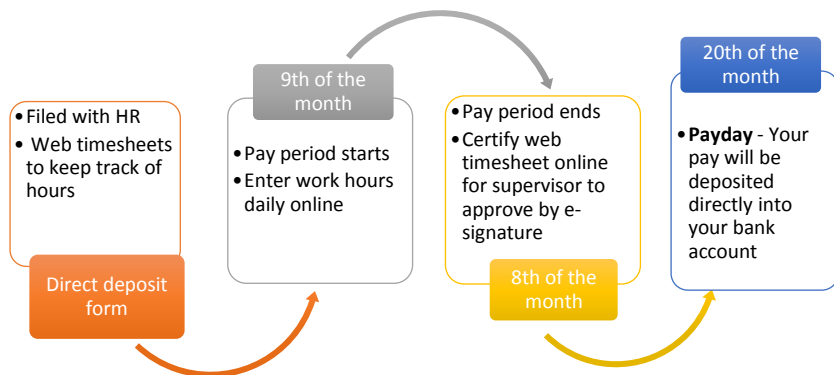 • Filed with HR
• Web timesheets
to keep track of
hours
Direct deposit
form
9th of the
month
• Pay period starts
• Enter work hours
daily online
• Pay period ends
• Certify web
timesheet online
for supervisor to
approve by e-
signature
8th of the
month
20th of the
month
• Payday - Your
pay will be
deposited
directly into
your bank
account